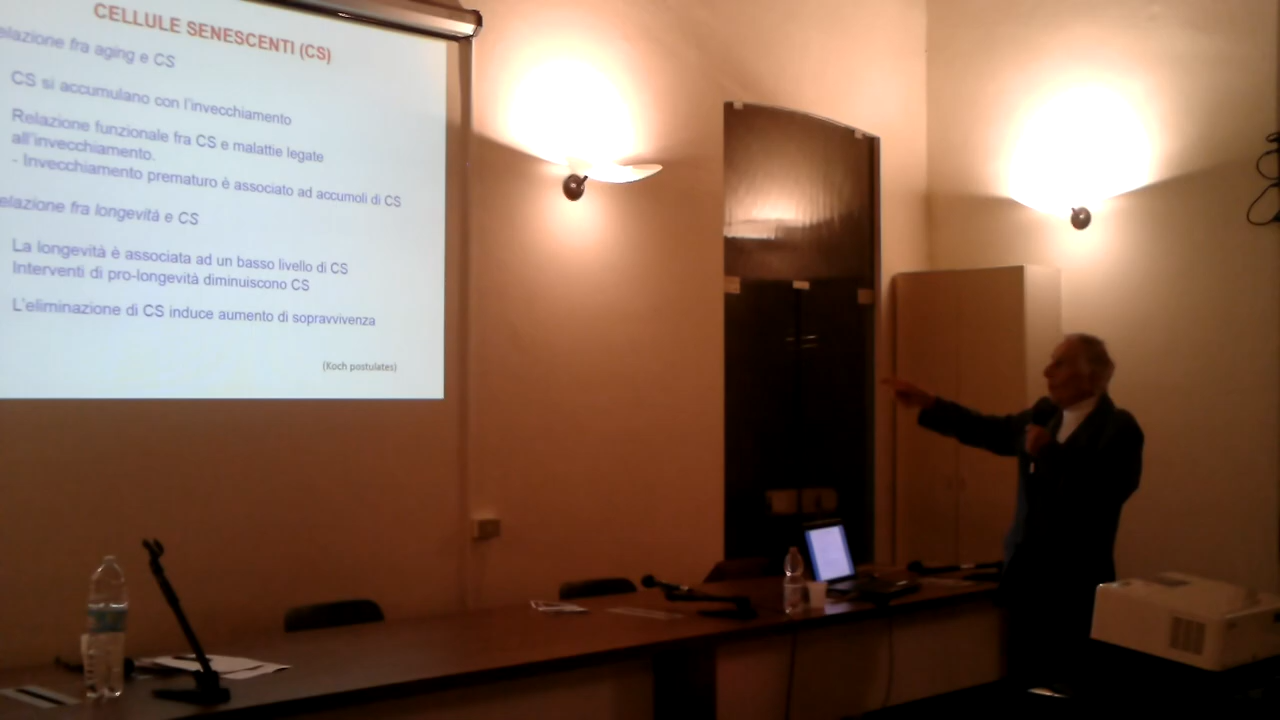 CELLULE SENESCENTI (CS)
elazione fra aging e CS
CS si accumulano con l'invecchiamento
Relazione funzionale fra CS e malattie legate
all'invecchiamento.
- Invecchiamento prematuro è associato ad accumoli di CS
elazione fra longevità e CS
La longevità è associata ad un basso livello di CS
Interventi di pro-longevità diminuiscono CS
L'eliminazione di CS induce aumento di sopravvivenza
(Koch postulates)